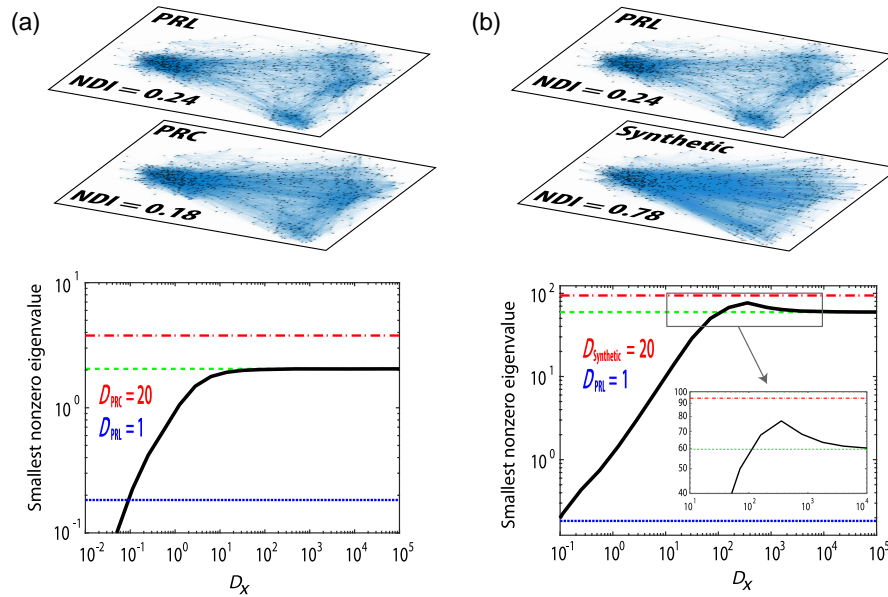 (a)
PRL
NDI = 0.24
PRC
NDI = 0.18
Smallest nonzero eigenvalue
10^1
10^0
10^-1
D_PRC = 20
D_PRL = 1
10^-2 10^-1 10^0 10^1 10^2 10^3 10^4 10^5
D_x
(b)
PRL
NDI = 0.24
Synthetic
NDI = 0.78
Smallest nonzero eigenvalue
10^2
10^1
10^0
D_Synthetic = 20
D_PRL = 1
100
90
80
70
60
50
40
10^1 10^2 10^3 10^4
10^-1 10^0 10^1 10^2 10^3 10^4 10^5
D_x